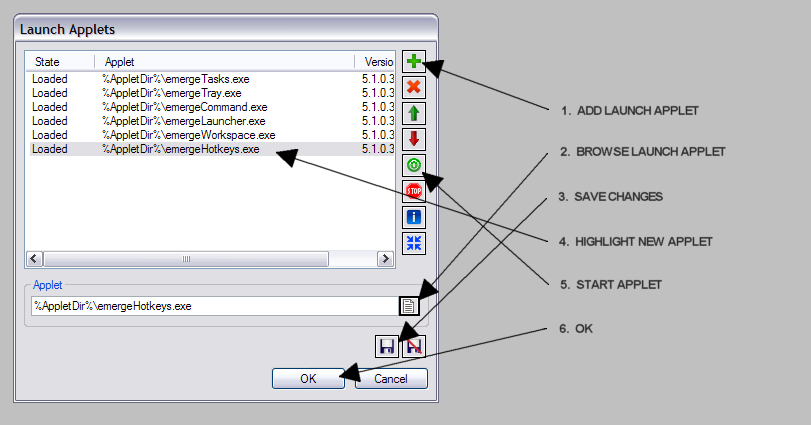 Launch Applets
State Applet Versio
Loaded %AppletDir%\emergeTasks.exe 5.1.0.3
Loaded %AppletDir%\emergeTray.exe 5.1.0.3
Loaded %AppletDir%\emergeCommand.exe 5.1.0.3
Loaded %AppletDir%\emergeLauncher.exe 5.1.0.3
Loaded %AppletDir%\emergeWorkspace.exe 5.1.0.3
Loaded %AppletDir%\emergeHotkeys.exe 5.1.0.3
STOP
i
Applet
%AppletDir%\emergeHotkeys.exe
OK Cancel
1. ADD LAUNCH APPLET
2. BROWSE LAUNCH APPLET
3. SAVE CHANGES
4. HIGHLIGHT NEW APPLET
5. START APPLET
6. OK